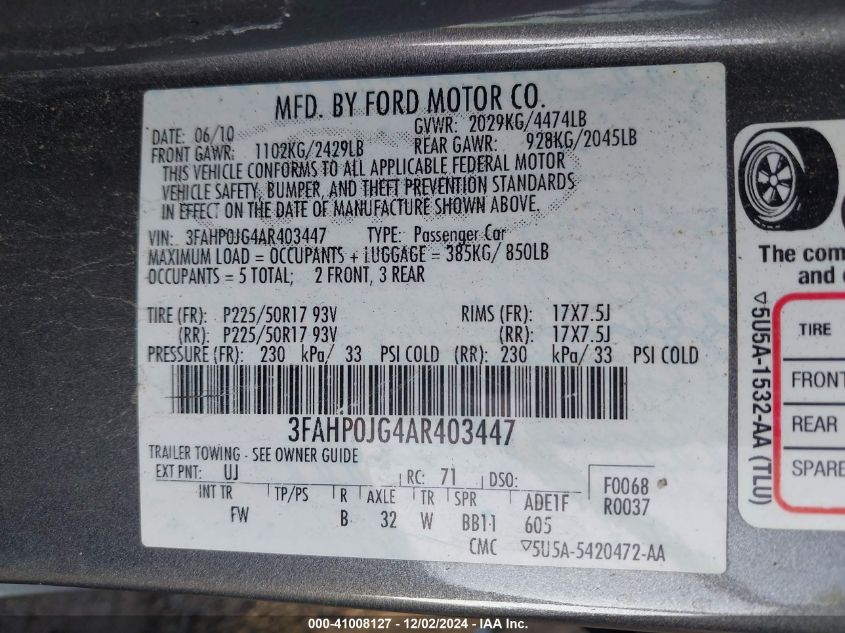 MFD. BY FORD MOTOR CO.
DATE: 06/10 GVWR: 2029KG/4474LB
FRONT GAWR: 1102KG/2429LB REAR GAWR: 928KG/2045LB
THIS VEHICLE CONFORMS TO ALL APPLICABLE FEDERAL MOTOR
VEHICLE SAFETY, BUMPER, AND THEFT PREVENTION STANDARDS
IN EFFECT ON THE DATE OF MANUFACTURE SHOWN ABOVE.
VIN: 3FAHP0JG4AR403447 TYPE: Passenger Car
MAXIMUM LOAD = OCCUPANTS + LUGGAGE = 385KG/ 850LB
OCCUPANTS = 5 TOTAL; 2 FRONT, 3 REAR
TIRE (FR): P225/50R17 93V RIMS (FR): 17X7.5J
(RR): P225/50R17 93V (RR): 17X7.5J
PRESSURE (FR): 230 kPa/ 33 PSI COLD (RR): 230 kPa/ 33 PSI COLD
3FAHP0JG4AR403447
TRAILER TOWING - SEE OWNER GUIDE
EXT PNT: UJ RC: 71 DSO: F0068
INT TR TP/PS R AXLE TR SPR ADE1F R0037
FW B 32 W BB11 605
CMC ▽5U5A-5420472-AA
The com
and c
▽5U5A-1532-AA (TLU)
TIRE
FRONT
REAR
SPARE
000-41008127 - 12/02/2024 - IAA Inc.